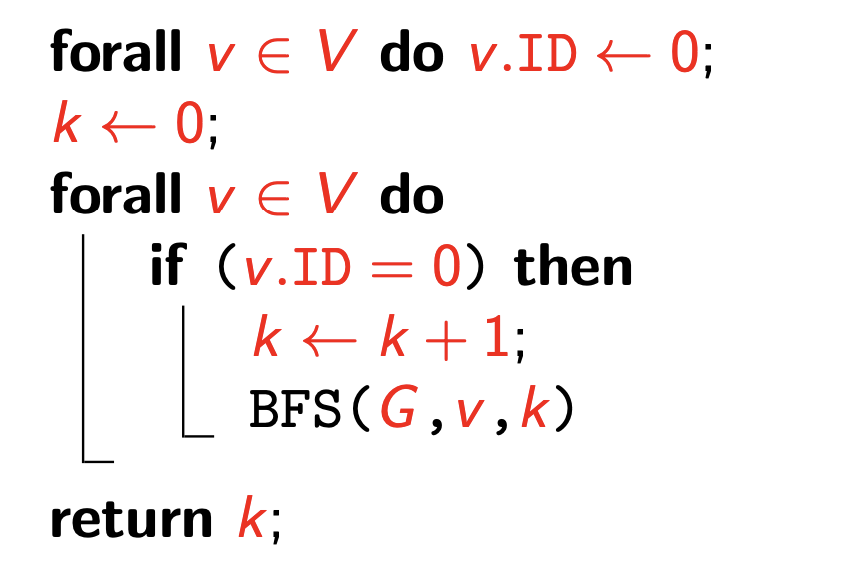 forall v ∈ V do v.ID ← 0;
k ← 0;
forall v ∈ V do
if (v.ID = 0) then
k ← k + 1;
BFS(G,v,k)
return k;